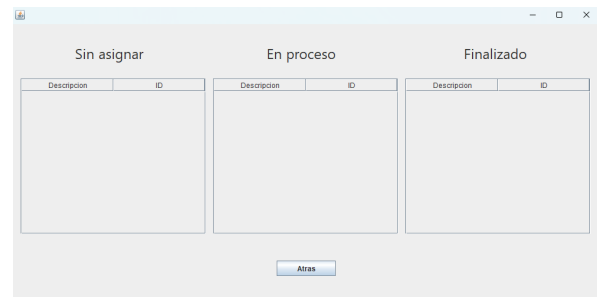 Sin asignar En proceso Finalizado
Descripcion ID Descripcion ID Descripcion ID
Atras